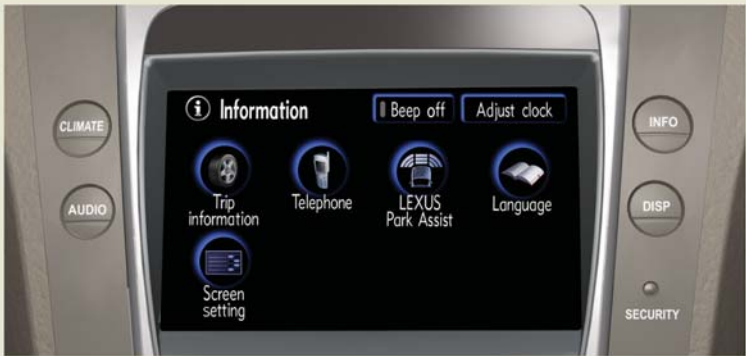 CLIMATE
AUDIO
i Information
Beep off
Adjust clock
Trip
information
Telephone
LEXUS
Park Assist
Language
Screen
setting
INFO
DISP
SECURITY